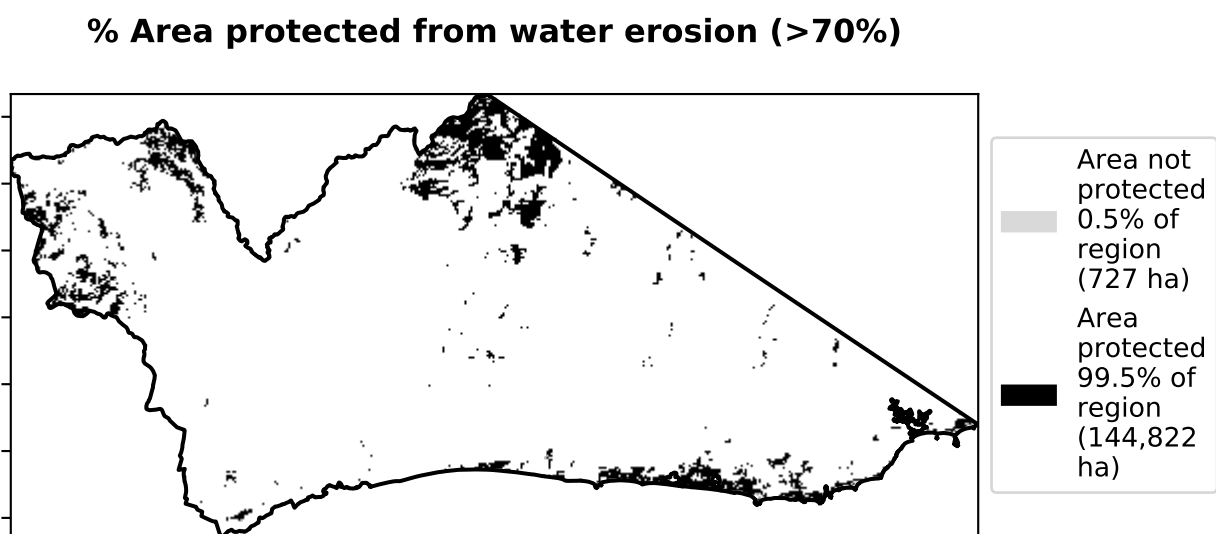 % Area protected from water erosion (>70%)
Area not
protected
0.5% of
region
(727 ha)
Area
protected
99.5% of
region
(144,822
ha)